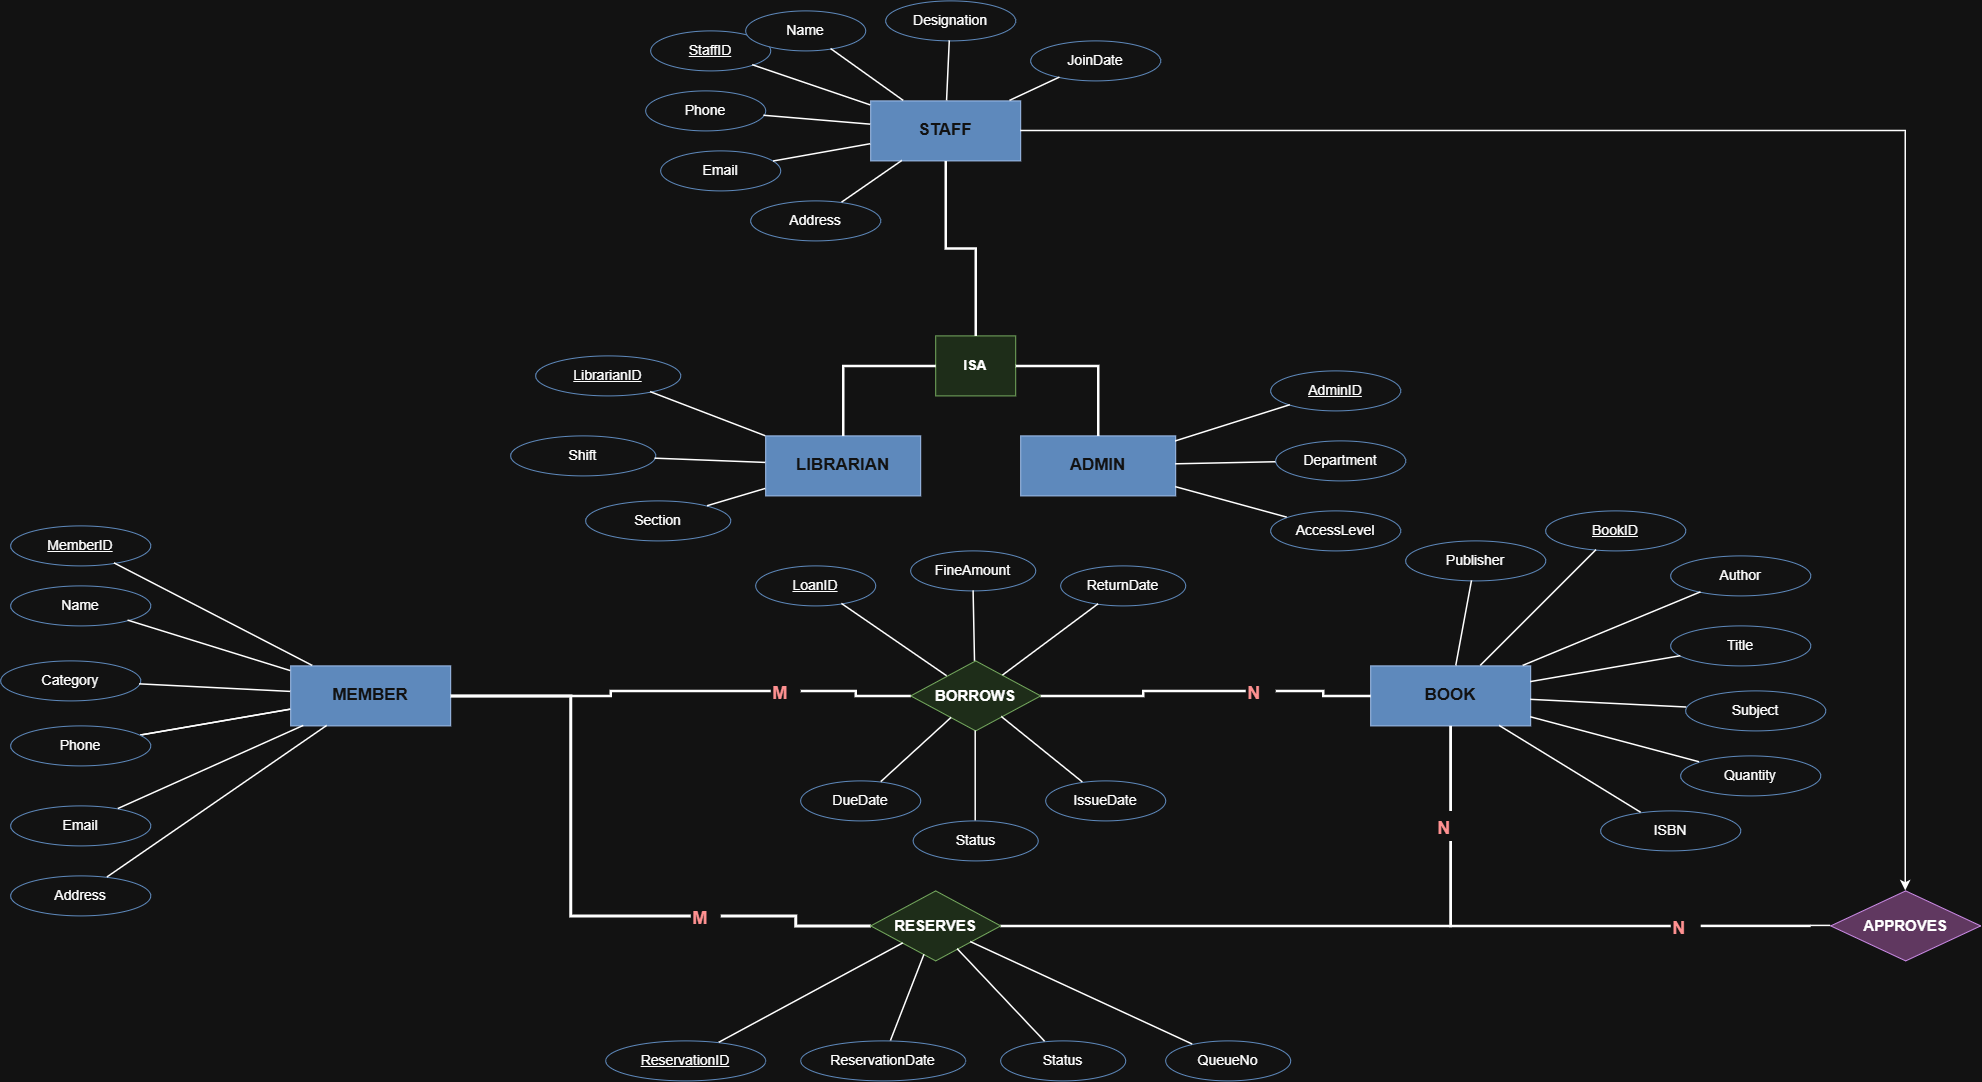 Designation
Name
StaffID
JoinDate
Phone
STAFF
Email
Address
ISA
LibrarianID
AdminID
Shift
LIBRARIAN
ADMIN
Department
Section
AccessLevel
BookID
MemberID
Publisher
FineAmount
Author
LoanID
ReturnDate
Name
Title
Category
MEMBER
M
BORROWS
N
BOOK
Subject
Phone
Quantity
DueDate
IssueDate
Email
N
ISBN
Status
Address
M
RESERVES
N
APPROVES
ReservationID
ReservationDate
Status
QueueNo